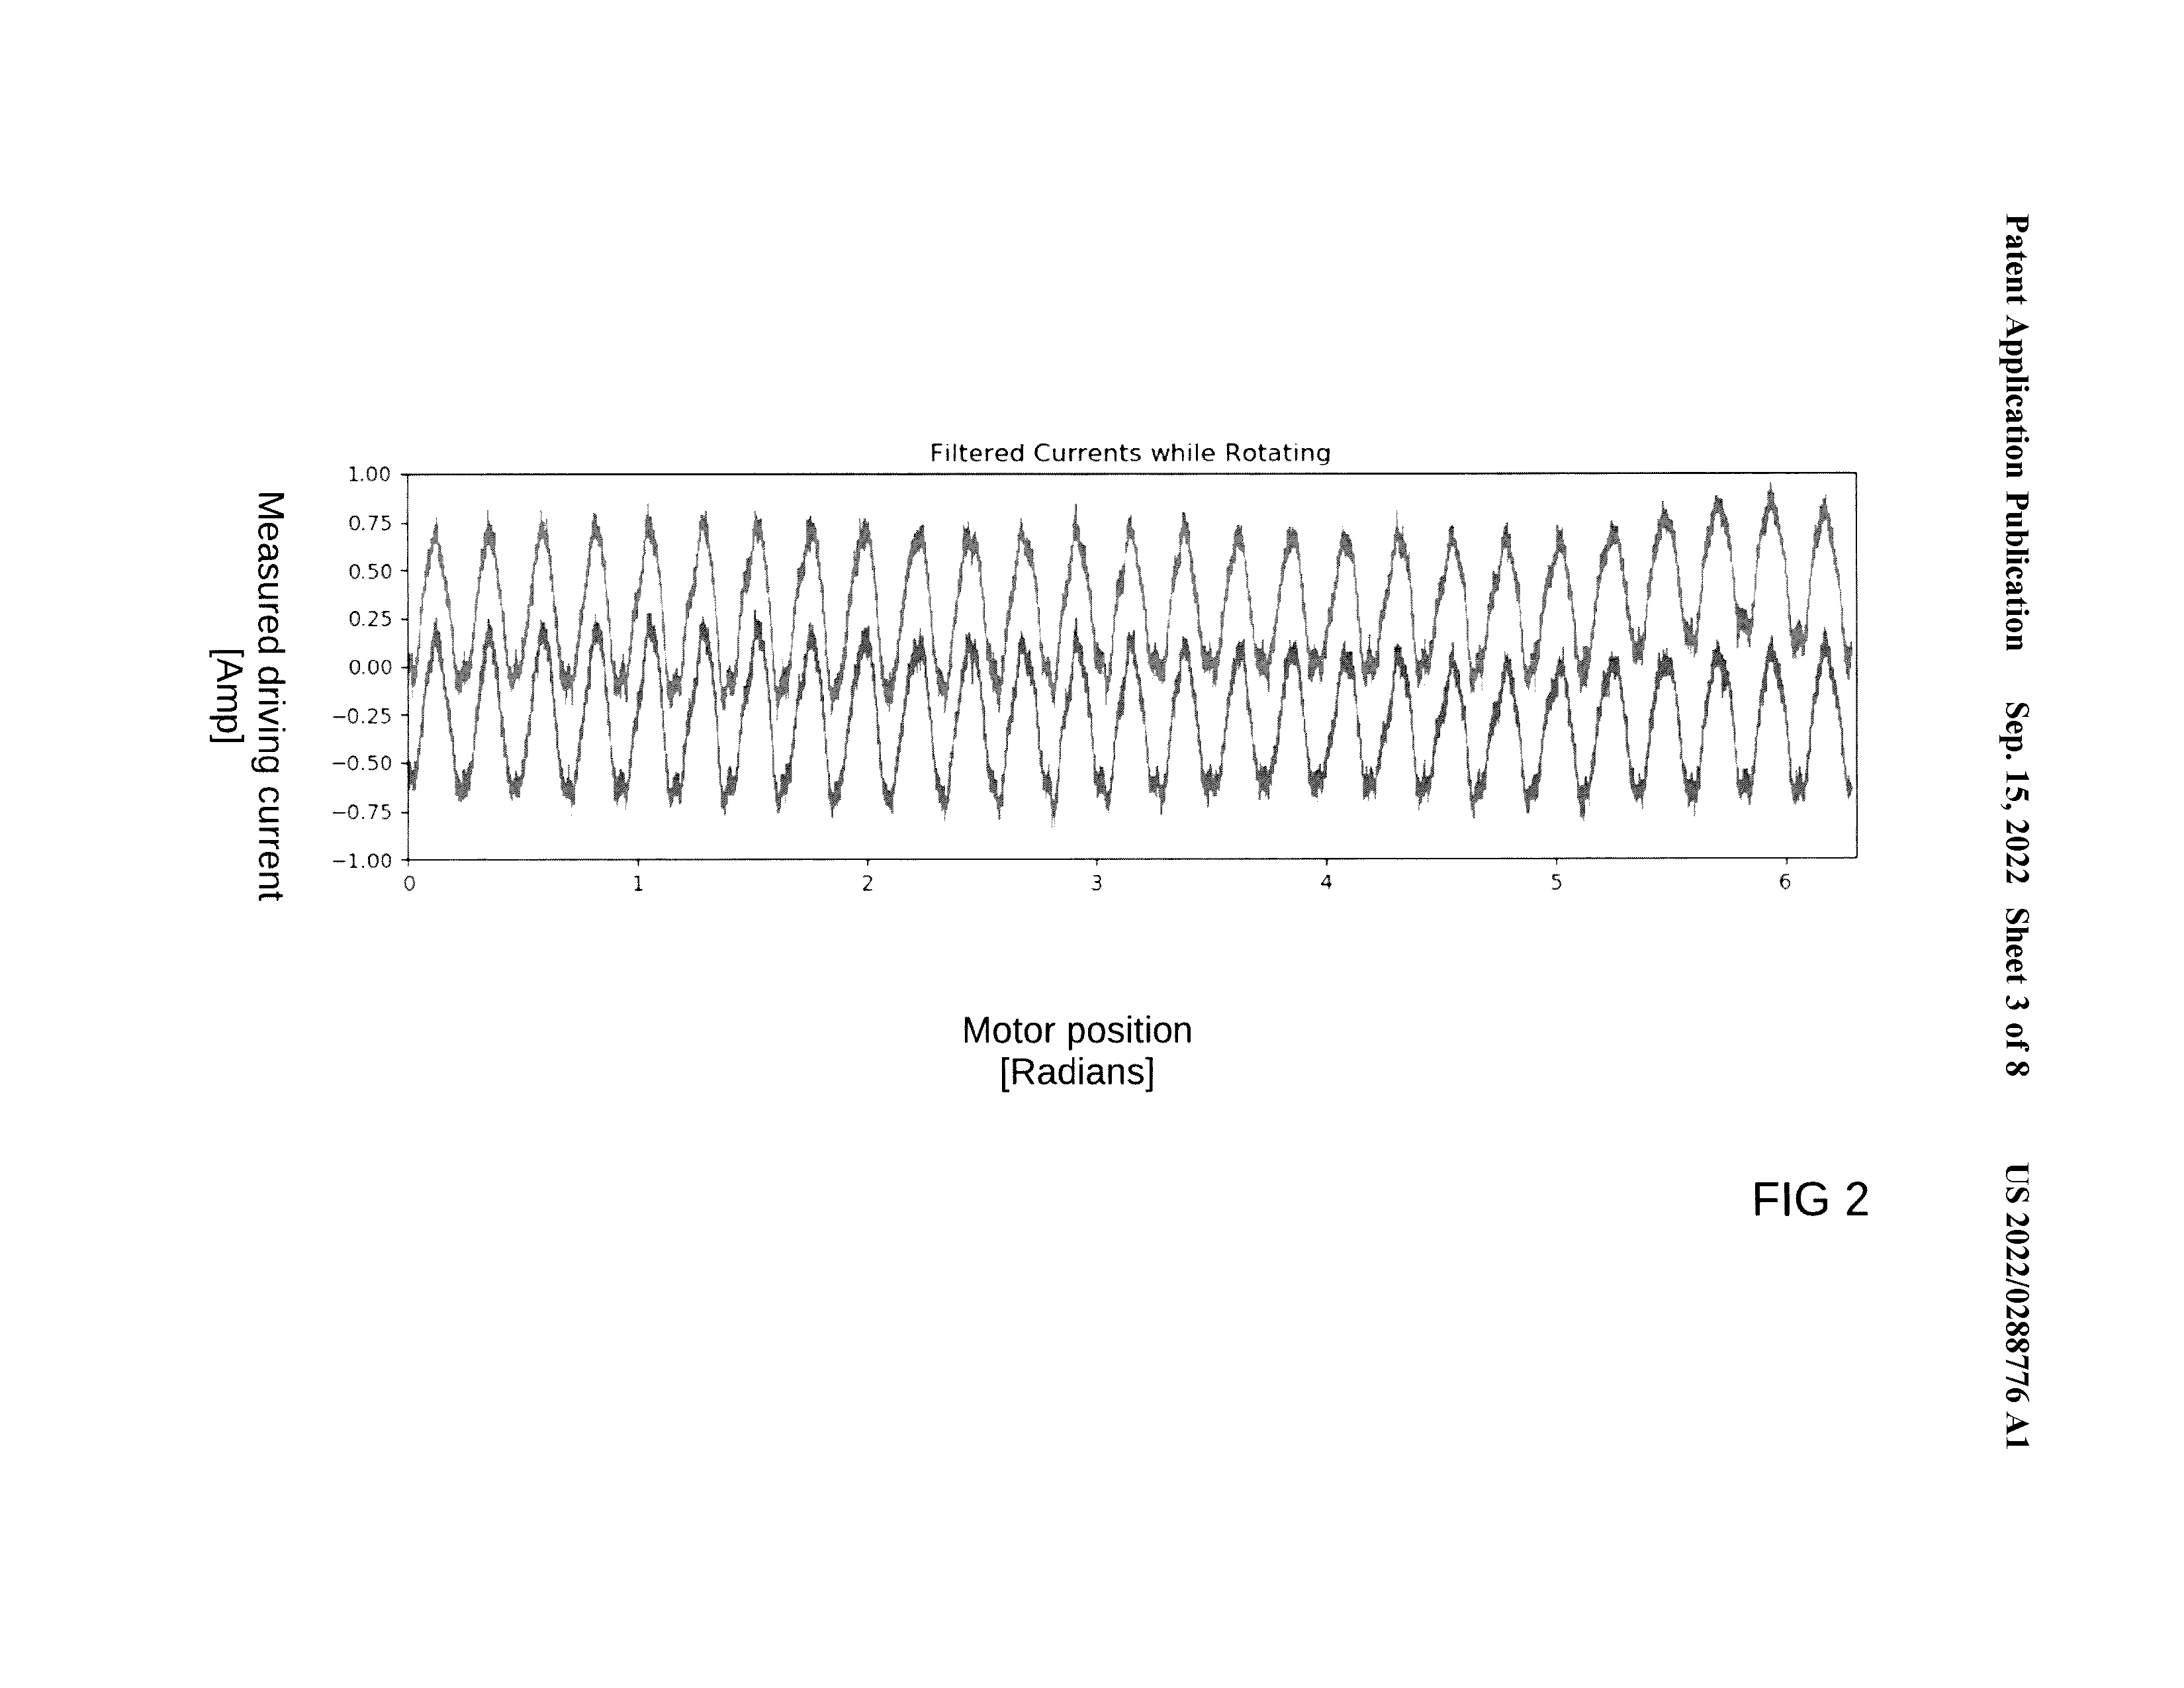 Patent Application Publication Sep. 15, 2022 Sheet 3 of 8 US 2022/0288776 A1
Filtered Currents while Rotating
1.00
0.75
0.50
0.25
0.00
−0.25
−0.50
−0.75
−1.00
0 1 2 3 4 5 6
Measured driving current
[Amp]
Motor position
[Radians]
FIG 2